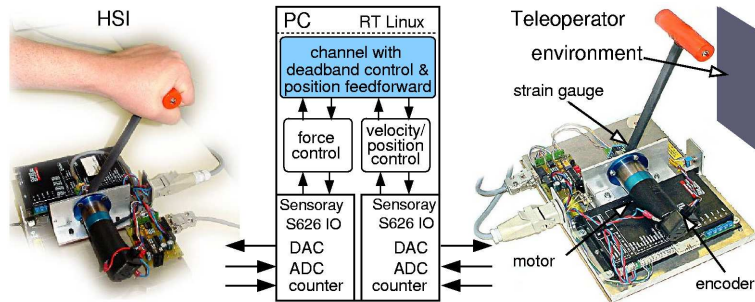 HSI
PC
RT Linux
channel with
deadband control &
position feedforward
force
control
velocity/
position
control
Sensoray
S626 IO
DAC
ADC
counter
Sensoray
S626 IO
DAC
ADC
counter
Teleoperator
environment
strain gauge
motor
encoder